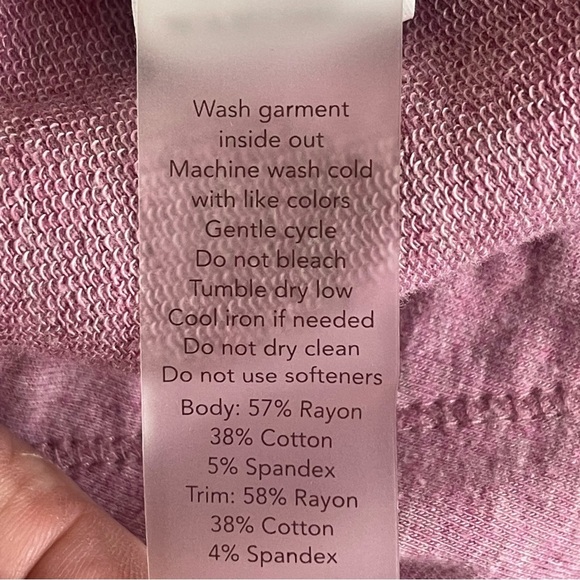 Wash garment
inside out
Machine wash cold
with like colors
Gentle cycle
Do not bleach
Tumble dry low
Cool iron if needed
Do not dry clean
Do not use softeners
Body: 57% Rayon
38% Cotton
5% Spandex
Trim: 58% Rayon
38% Cotton
4% Spandex